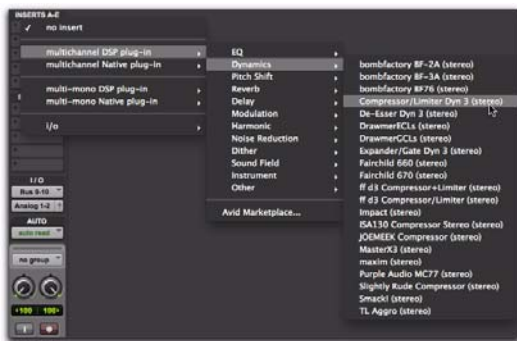 INSERTS A-E
✓ no insert
multichannel DSP plug-in
multichannel Native plug-in
multi-mono DSP plug-in
multi-mono Native plug-in
i/o
EQ
Dynamics
Pitch Shift
Reverb
Delay
Modulation
Harmonic
Noise Reduction
Dither
Sound Field
Instrument
Other
Avid Marketplace...
bombfactory BF-2A (stereo)
bombfactory BF-3A (stereo)
bombfactory BF76 (stereo)
Compressor/Limiter Dyn 3 (stereo)
De-Esser Dyn 3 (stereo)
DrawmerECLs (stereo)
DrawmerGCLs (stereo)
Expander/Gate Dyn 3 (stereo)
Fairchild 660 (stereo)
Fairchild 670 (stereo)
ff d3 Compressor+Limiter (stereo)
ff d3 Compressor/Limiter (stereo)
Impact (stereo)
ISA130 Compressor Stereo (stereo)
JOEMEEK Compressor (stereo)
MasterX3 (stereo)
maxim (stereo)
Purple Audio MC77 (stereo)
Slightly Rude Compressor (stereo)
Smack! (stereo)
TL Aggro (stereo)
I/O
Bus 9-10
Analog 1-2
AUTO
auto read
no group
+100 100+
I